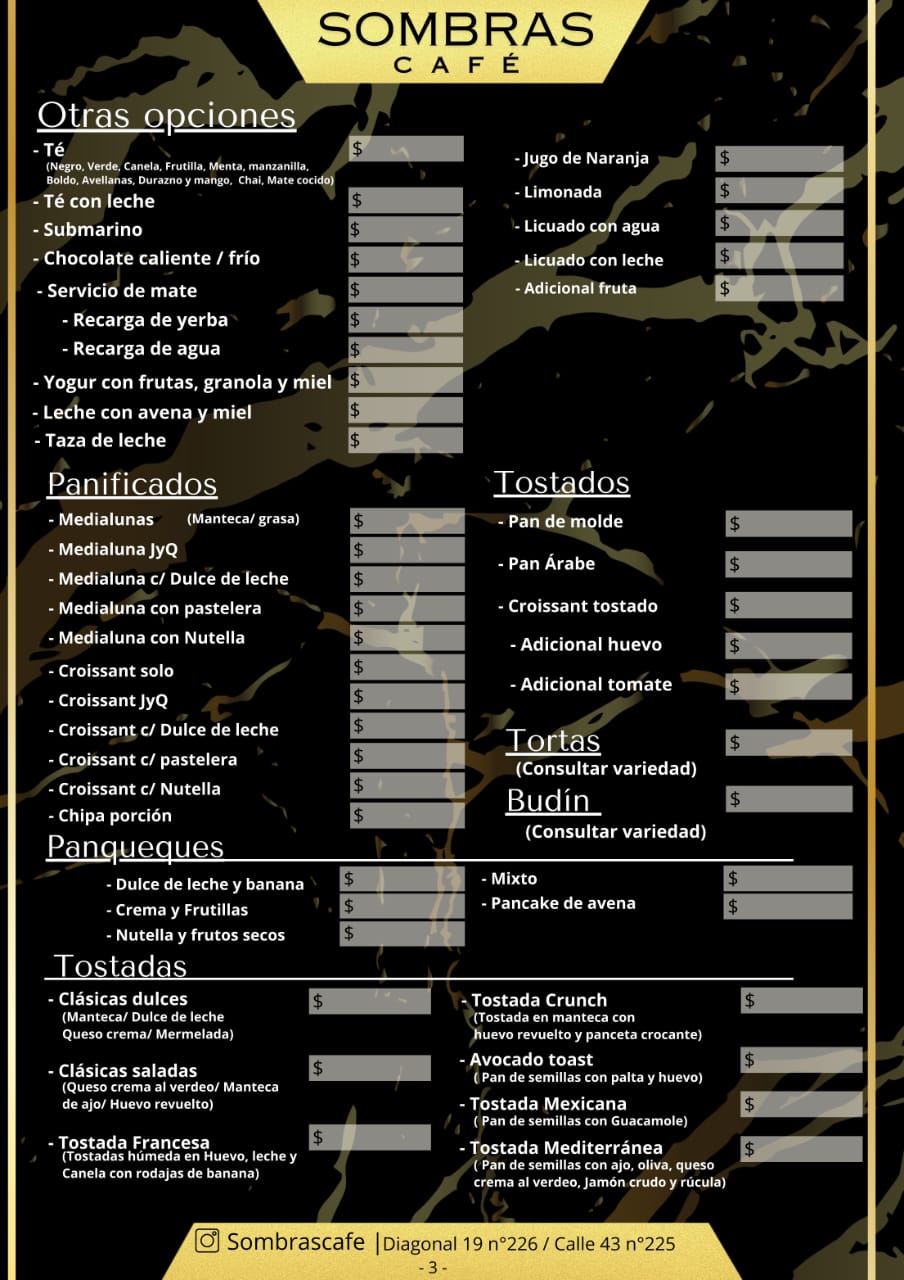 SOMBRAS
CAFÉ
Otras opciones
- Té $
(Negro, Verde, Canela, Frutilla, Menta, manzanilla,
Boldo, Avellanas, Durazno y mango, Chai, Mate cocido)
- Té con leche $
- Submarino $
- Chocolate caliente / frío $
- Servicio de mate $
- Recarga de yerba $
- Recarga de agua $
- Yogur con frutas, granola y miel $
- Leche con avena y miel $
- Taza de leche $
- Jugo de Naranja $
- Limonada $
- Licuado con agua $
- Licuado con leche $
- Adicional fruta $
Panificados
- Medialunas (Manteca/ grasa) $
- Medialuna JyQ $
- Medialuna c/ Dulce de leche $
- Medialuna con pastelera $
- Medialuna con Nutella $
- Croissant solo $
- Croissant JyQ $
- Croissant c/ Dulce de leche $
- Croissant c/ pastelera $
- Croissant c/ Nutella $
- Chipa porción $
Tostados
- Pan de molde $
- Pan Árabe $
- Croissant tostado $
- Adicional huevo $
- Adicional tomate $
Tortas $
(Consultar variedad)
Budín $
(Consultar variedad)
Panqueques
- Dulce de leche y banana $
- Crema y Frutillas $
- Nutella y frutos secos $
- Mixto $
- Pancake de avena $
Tostadas
- Clásicas dulces $
(Manteca/ Dulce de leche
Queso crema/ Mermelada)
- Clásicas saladas $
(Queso crema al verdeo/ Manteca
de ajo/ Huevo revuelto)
- Tostada Francesa $
(Tostadas húmeda en Huevo, leche y
Canela con rodajas de banana)
- Tostada Crunch $
(Tostada en manteca con
huevo revuelto y panceta crocante)
- Avocado toast $
( Pan de semillas con palta y huevo)
- Tostada Mexicana $
( Pan de semillas con Guacamole)
- Tostada Mediterránea $
( Pan de semillas con ajo, oliva, queso
crema al verdeo, Jamón crudo y rúcula)
Sombrascafe |Diagonal 19 n°226 / Calle 43 n°225
- 3 -